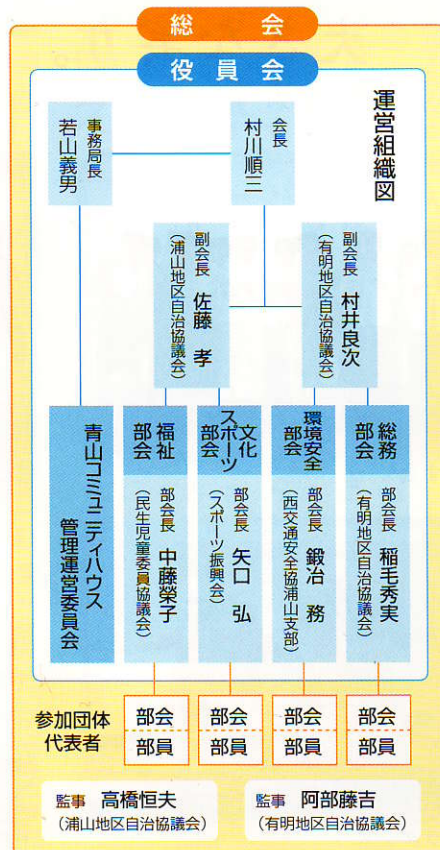 総会
役員会
運営組織図
会長
村川順三
事務局長
若山義男
副会長 村井良次
(有明地区自治協議会)
副会長 佐藤 孝
(浦山地区自治協議会)
総務
部会
部会長 稲毛秀実
(有明地区自治協議会)
環境安全
部会
部会長 鍛冶 務
(西交通安全協浦山支部)
文化
スポーツ
部会
部会長 矢口 弘
(スポーツ振興会)
福祉
部会
部会長 中藤榮子
(民生児童委員協議会)
青山コミュニティハウス
管理運営委員会
参加団体
代表者
部会
部員
部会
部員
部会
部員
部会
部員
監事 高橋恒夫
(浦山地区自治協議会)
監事 阿部藤吉
(有明地区自治協議会)